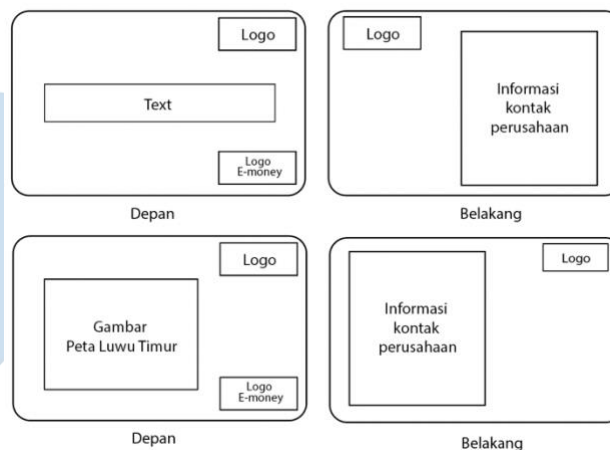 Logo
Text
Logo
E-money
Depan
Logo
Informasi
kontak
perusahaan
Belakang
Logo
Gambar
Peta Luwu Timur
Logo
E-money
Depan
Logo
Informasi
kontak
perusahaan
Belakang